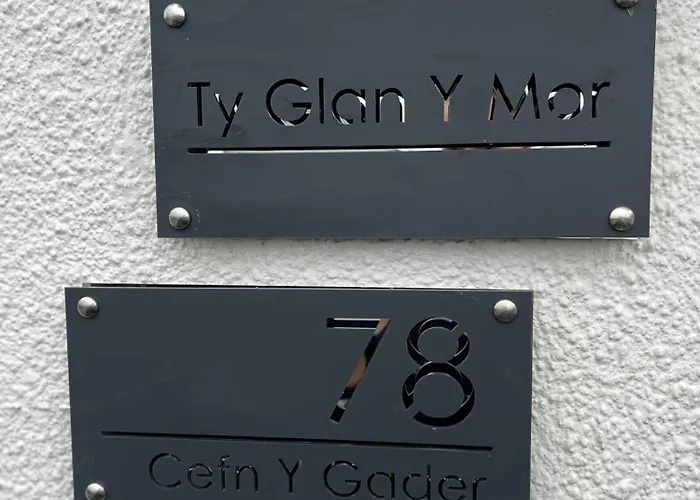 Ty Glan Y Mor
78
Cefn Y Gader